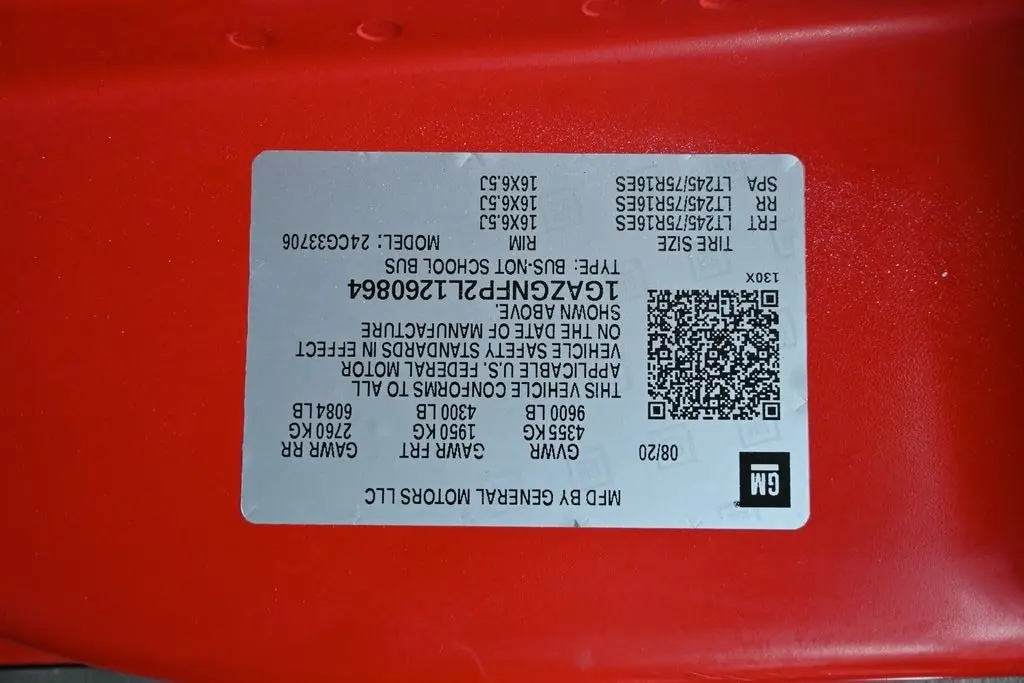 GM
MFD BY GENERAL MOTORS LLC
08/20 GVWR GAWR FRT GAWR RR
4355 KG 1950 KG 2760 KG
9600 LB 4300 LB 6084 LB
THIS VEHICLE CONFORMS TO ALL
APPLICABLE U.S. FEDERAL MOTOR
VEHICLE SAFETY STANDARDS IN EFFECT
ON THE DATE OF MANUFACTURE
SHOWN ABOVE.
1GAZGNFP2L1260864
130X
TYPE: BUS-NOT SCHOOL BUS
TIRE SIZE RIM MODEL: 24CG33706
FRT LT245/75R16ES 16X6.5J
RR LT245/75R16ES 16X6.5J
SPA LT245/75R16ES 16X6.5J